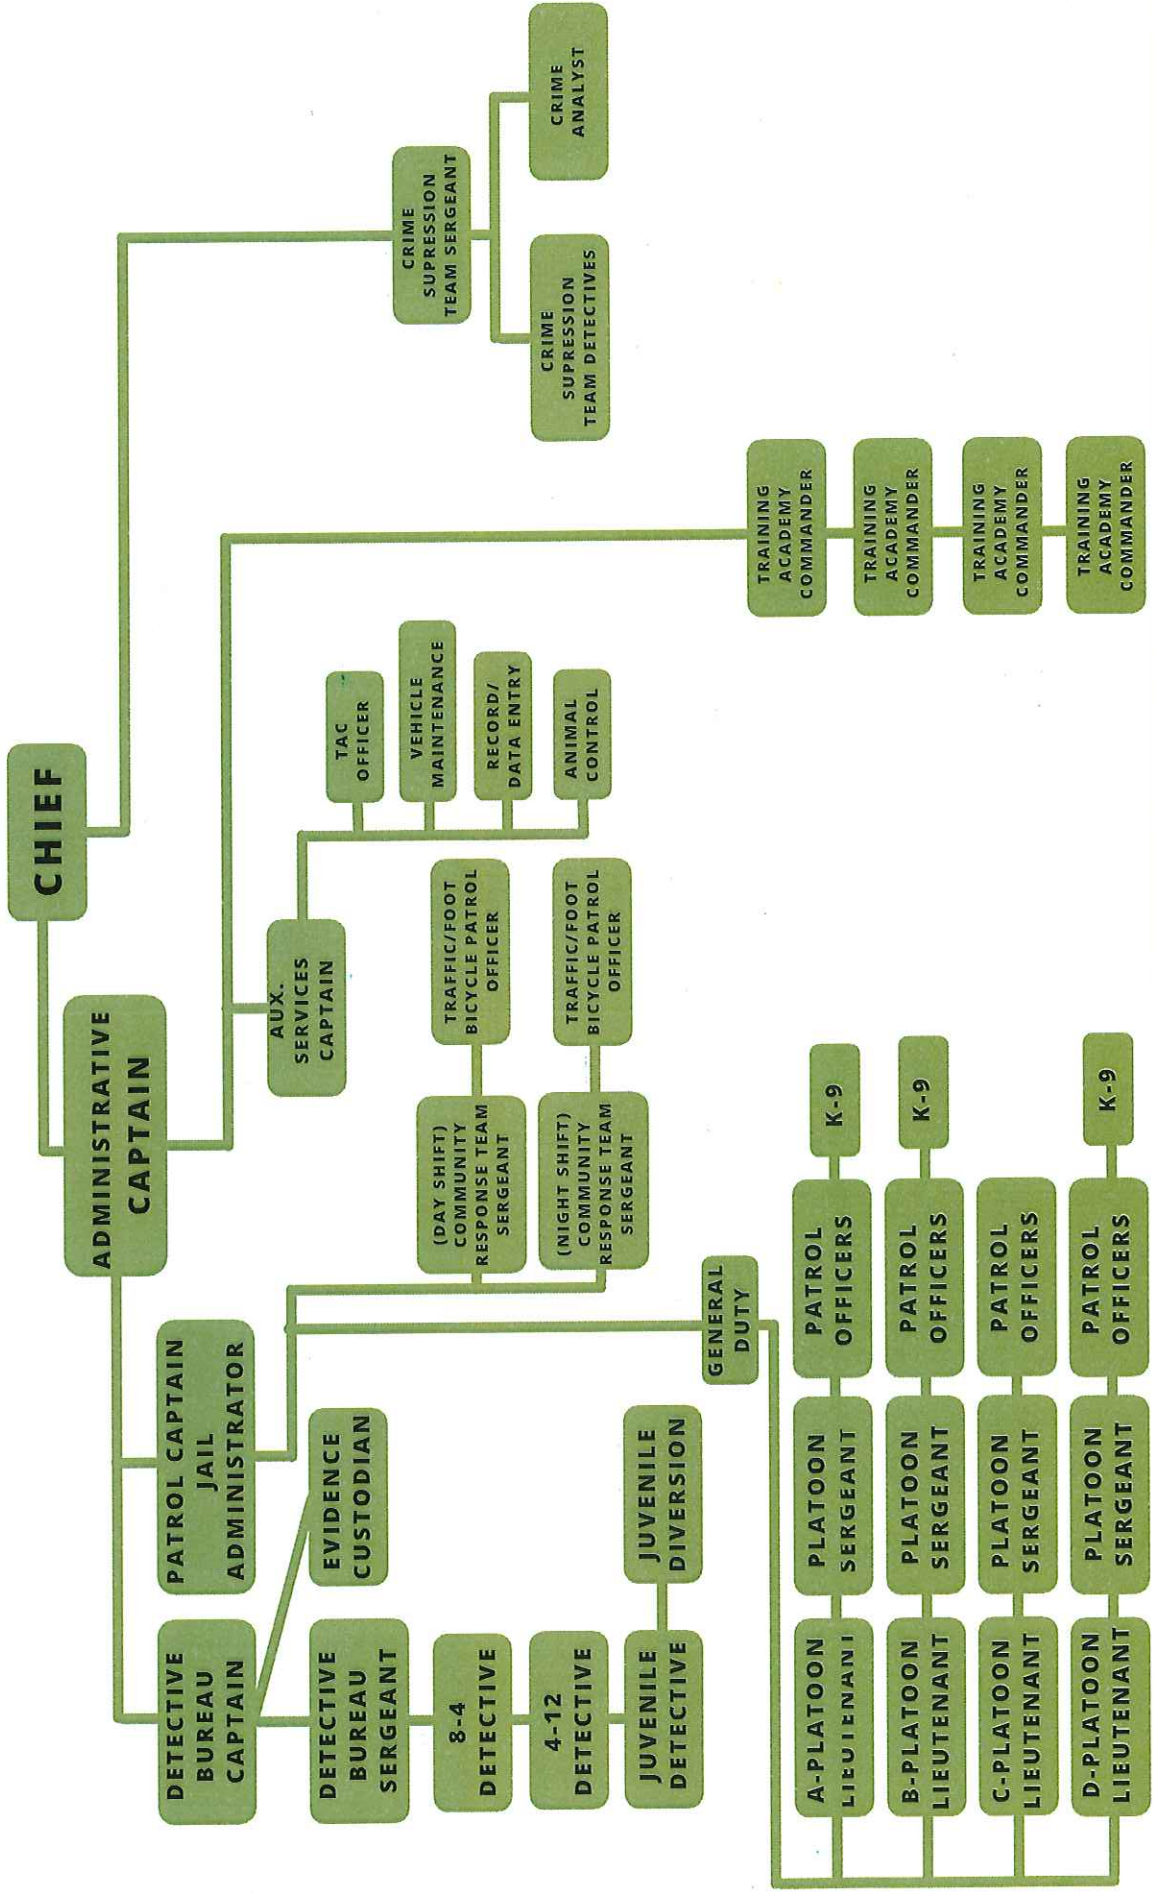 CHIEF
ADMINISTRATIVE
CAPTAIN
DETECTIVE
BUREAU
CAPTAIN
PATROL CAPTAIN
JAIL
ADMINISTRATOR
AUX.
SERVICES
CAPTAIN
CRIME
SUPRESSION
TEAM SERGEANT
CRIME
SUPRESSION
TEAM DETECTIVES
CRIME
ANALYST
DETECTIVE
BUREAU
SERGEANT
EVIDENCE
CUSTODIAN
8-4
DETECTIVE
4-12
DETECTIVE
JUVENILE
DETECTIVE
JUVENILE
DIVERSION
(DAY SHIFT)
COMMUNITY
RESPONSE TEAM
SERGEANT
TRAFFIC/FOOT
BICYCLE PATROL
OFFICER
(NIGHT SHIFT)
COMMUNITY
RESPONSE TEAM
SERGEANT
TRAFFIC/FOOT
BICYCLE PATROL
OFFICER
TAC
OFFICER
VEHICLE
MAINTENANCE
RECORD/
DATA ENTRY
ANIMAL
CONTROL
TRAINING
ACADEMY
COMMANDER
TRAINING
ACADEMY
COMMANDER
TRAINING
ACADEMY
COMMANDER
TRAINING
ACADEMY
COMMANDER
GENERAL
DUTY
A-PLATOON
LIEUTENANT
PLATOON
SERGEANT
PATROL
OFFICERS
K-9
B-PLATOON
LIEUTENANT
PLATOON
SERGEANT
PATROL
OFFICERS
K-9
C-PLATOON
LIEUTENANT
PLATOON
SERGEANT
PATROL
OFFICERS
D-PLATOON
LIEUTENANT
PLATOON
SERGEANT
PATROL
OFFICERS
K-9